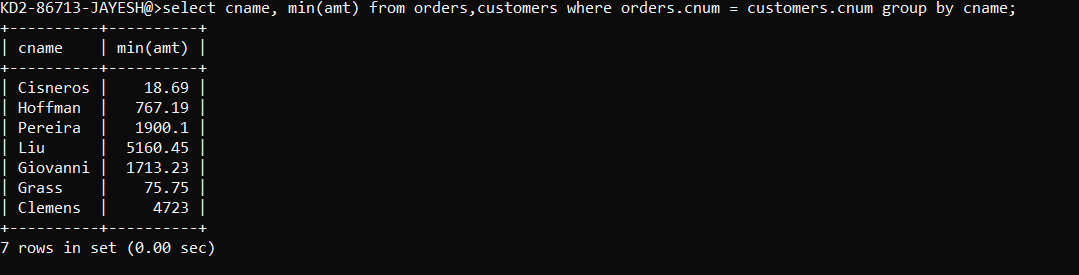 KD2-86713-JAYESH@>select cname, min(amt) from orders,customers where orders.cnum = customers.cnum group by cname;
+----------+----------+
| cname    | min(amt) |
+----------+----------+
| Cisneros |    18.69 |
| Hoffman  |   767.19 |
| Pereira  |   1900.1 |
| Liu      |  5160.45 |
| Giovanni |  1713.23 |
| Grass    |    75.75 |
| Clemens  |     4723 |
+----------+----------+
7 rows in set (0.00 sec)